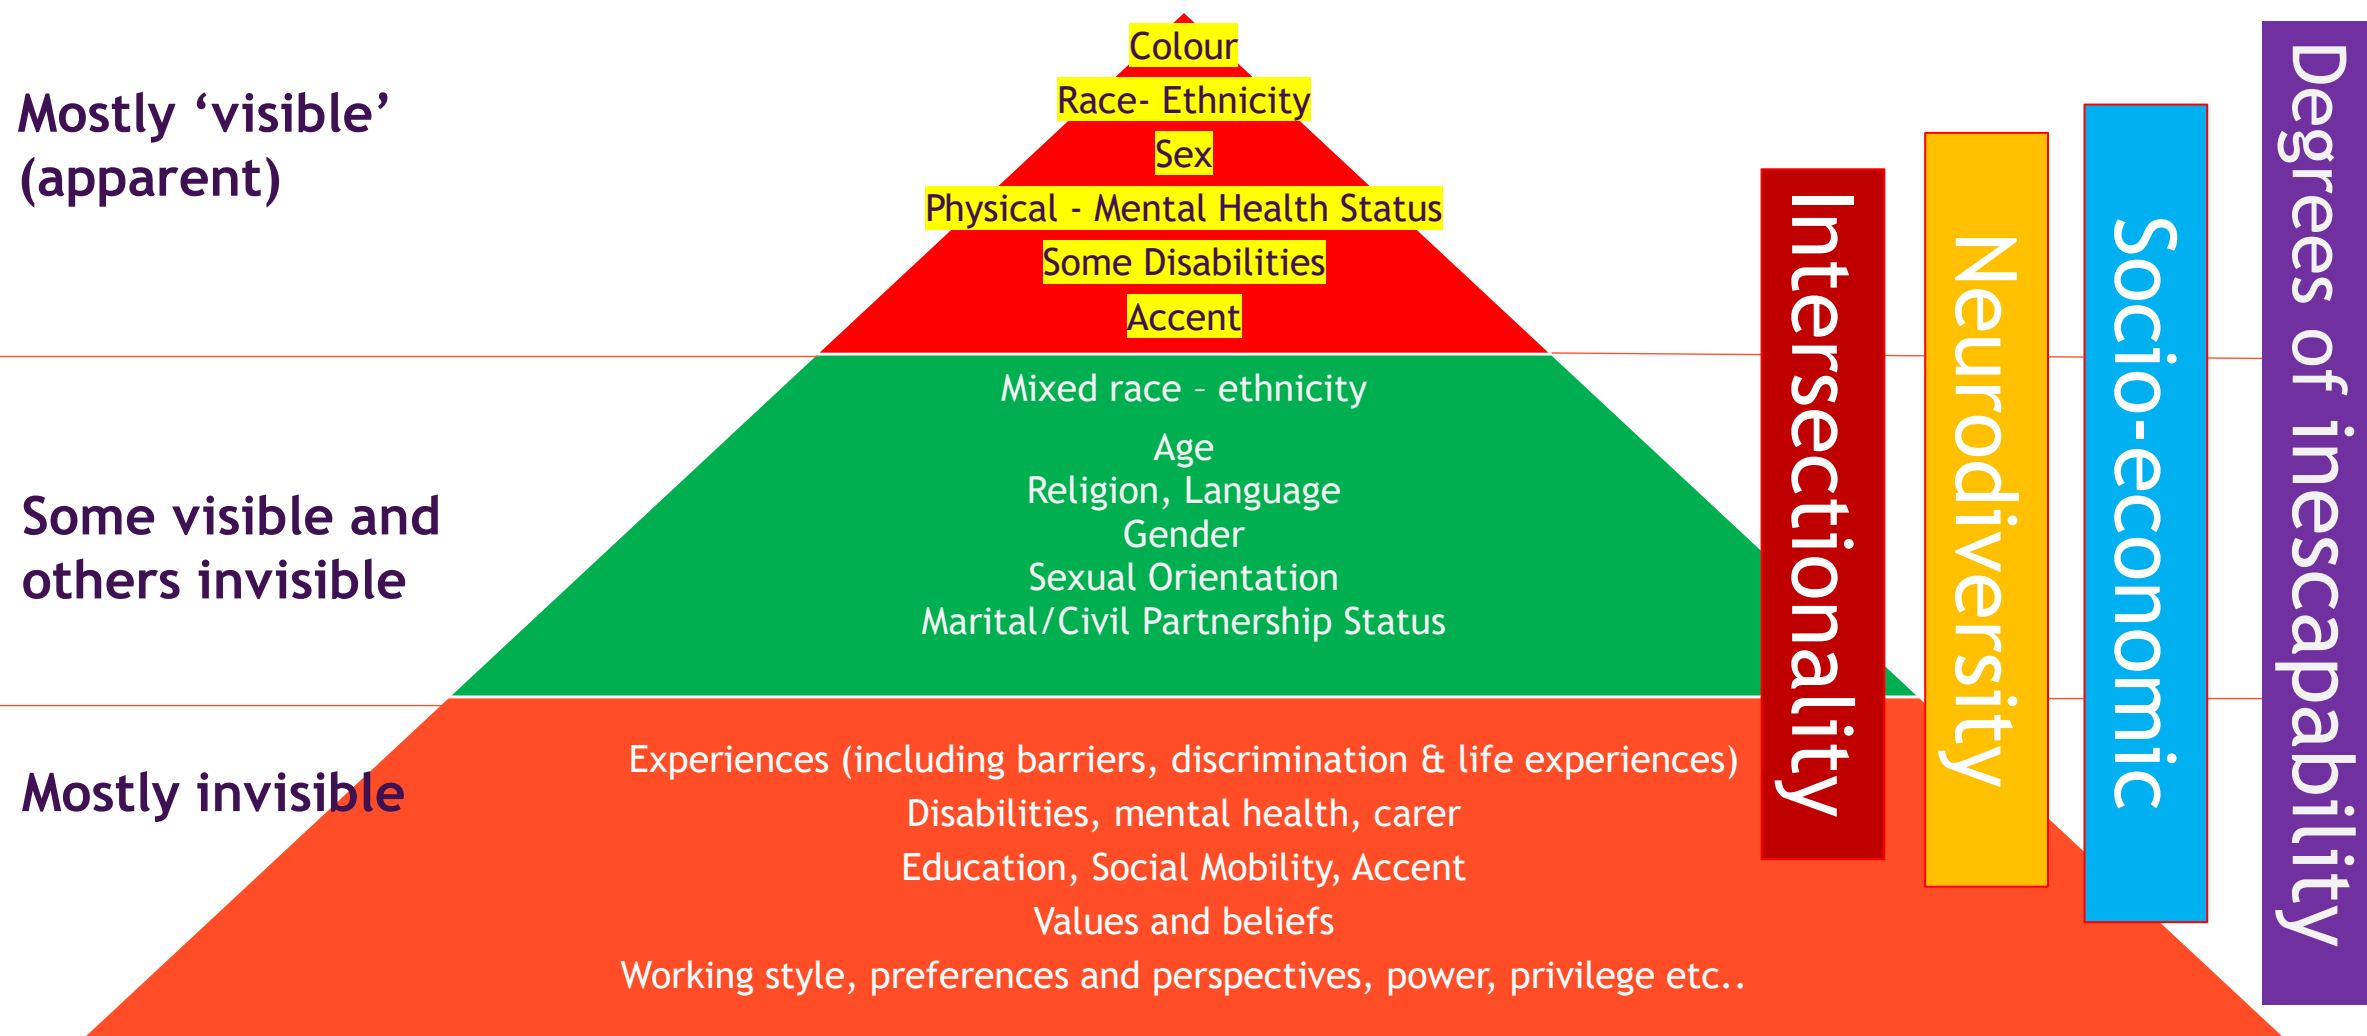 Mostly ‘visible’
(apparent)
Colour
Race- Ethnicity
Sex
Physical - Mental Health Status
Some Disabilities
Accent
Some visible and
others invisible
Mixed race – ethnicity
Age
Religion, Language
Gender
Sexual Orientation
Marital/Civil Partnership Status
Mostly invisible
Experiences (including barriers, discrimination & life experiences)
Disabilities, mental health, carer
Education, Social Mobility, Accent
Values and beliefs
Working style, preferences and perspectives, power, privilege etc..
Intersectionality
Neurodiversity
Socio-economic
Degrees of inescapability